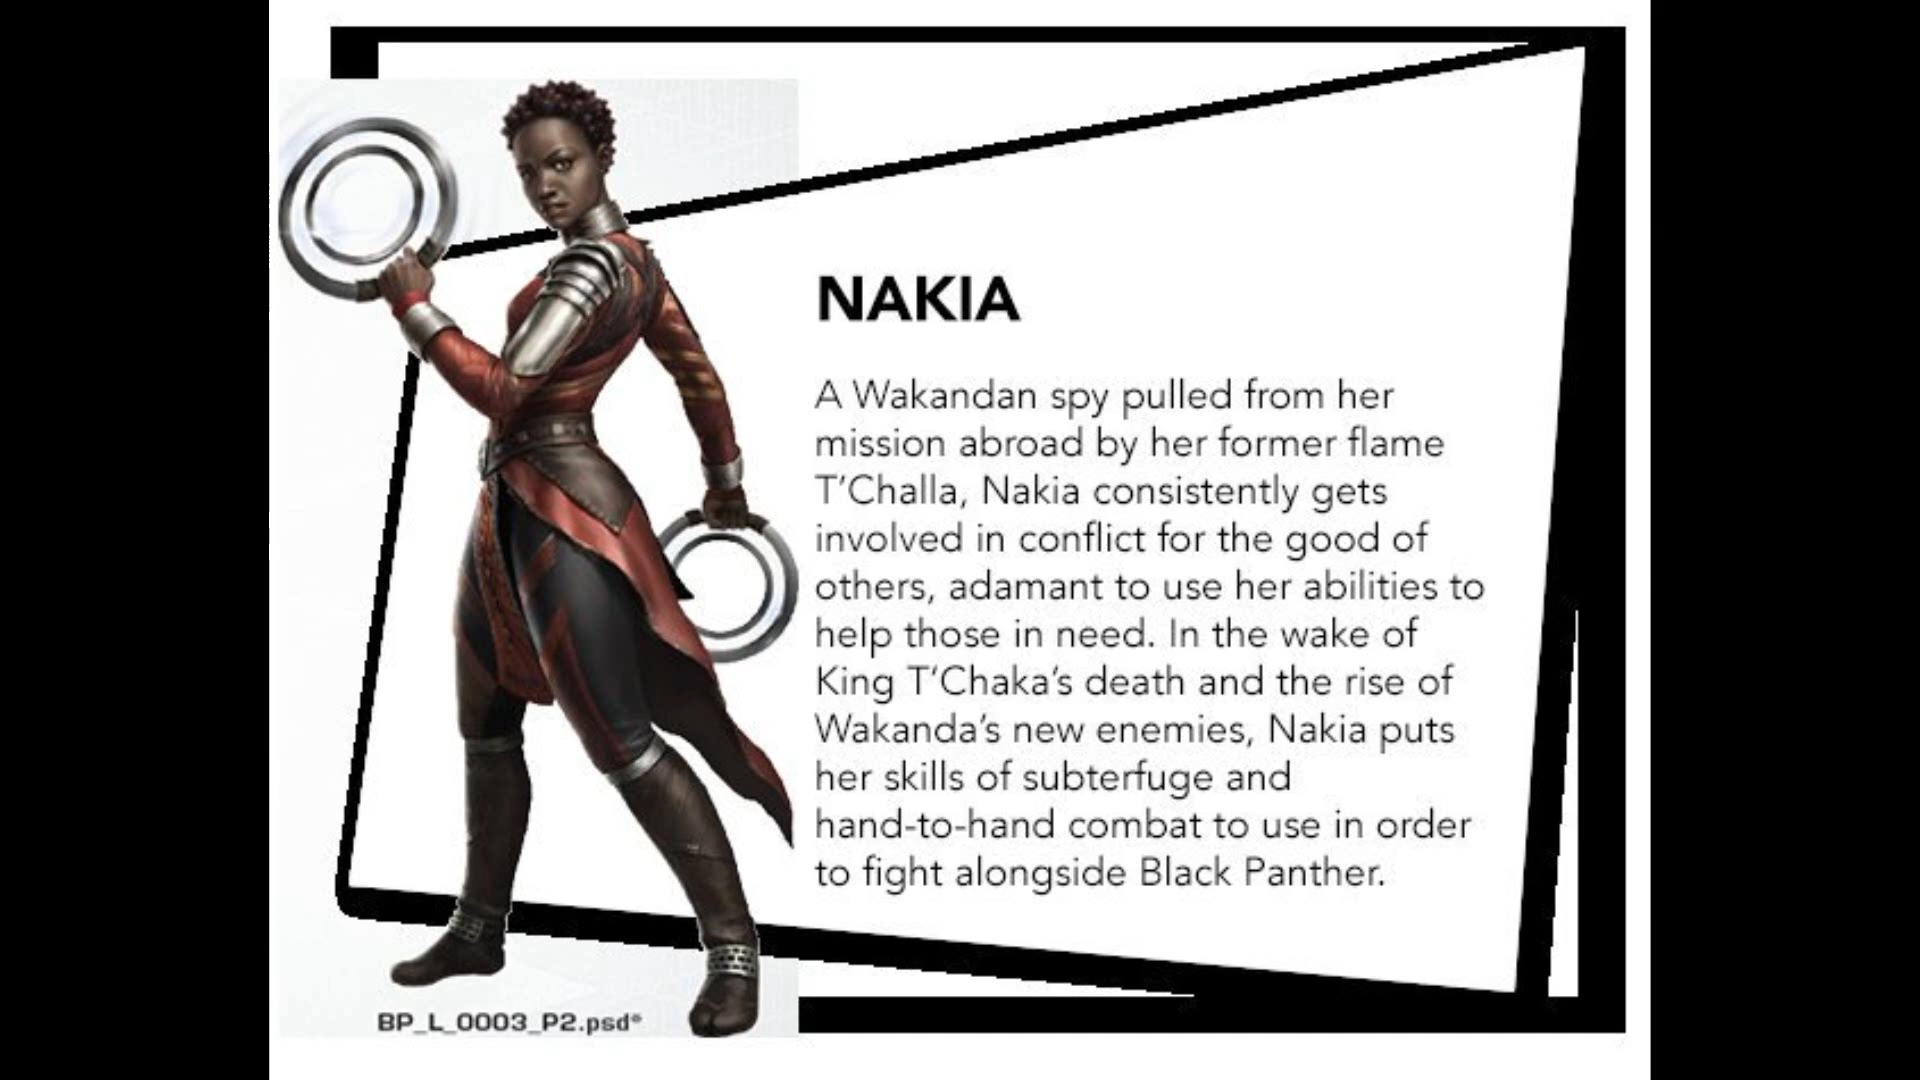 NAKIA
A Wakandan spy pulled from her
mission abroad by her former flame
T’Challa, Nakia consistently gets
involved in conflict for the good of
others, adamant to use her abilities to
help those in need. In the wake of
King T’Chaka’s death and the rise of
Wakanda’s new enemies, Nakia puts
her skills of subterfuge and
hand-to-hand combat to use in order
to fight alongside Black Panther.
BP_L_0003_P2.psd*